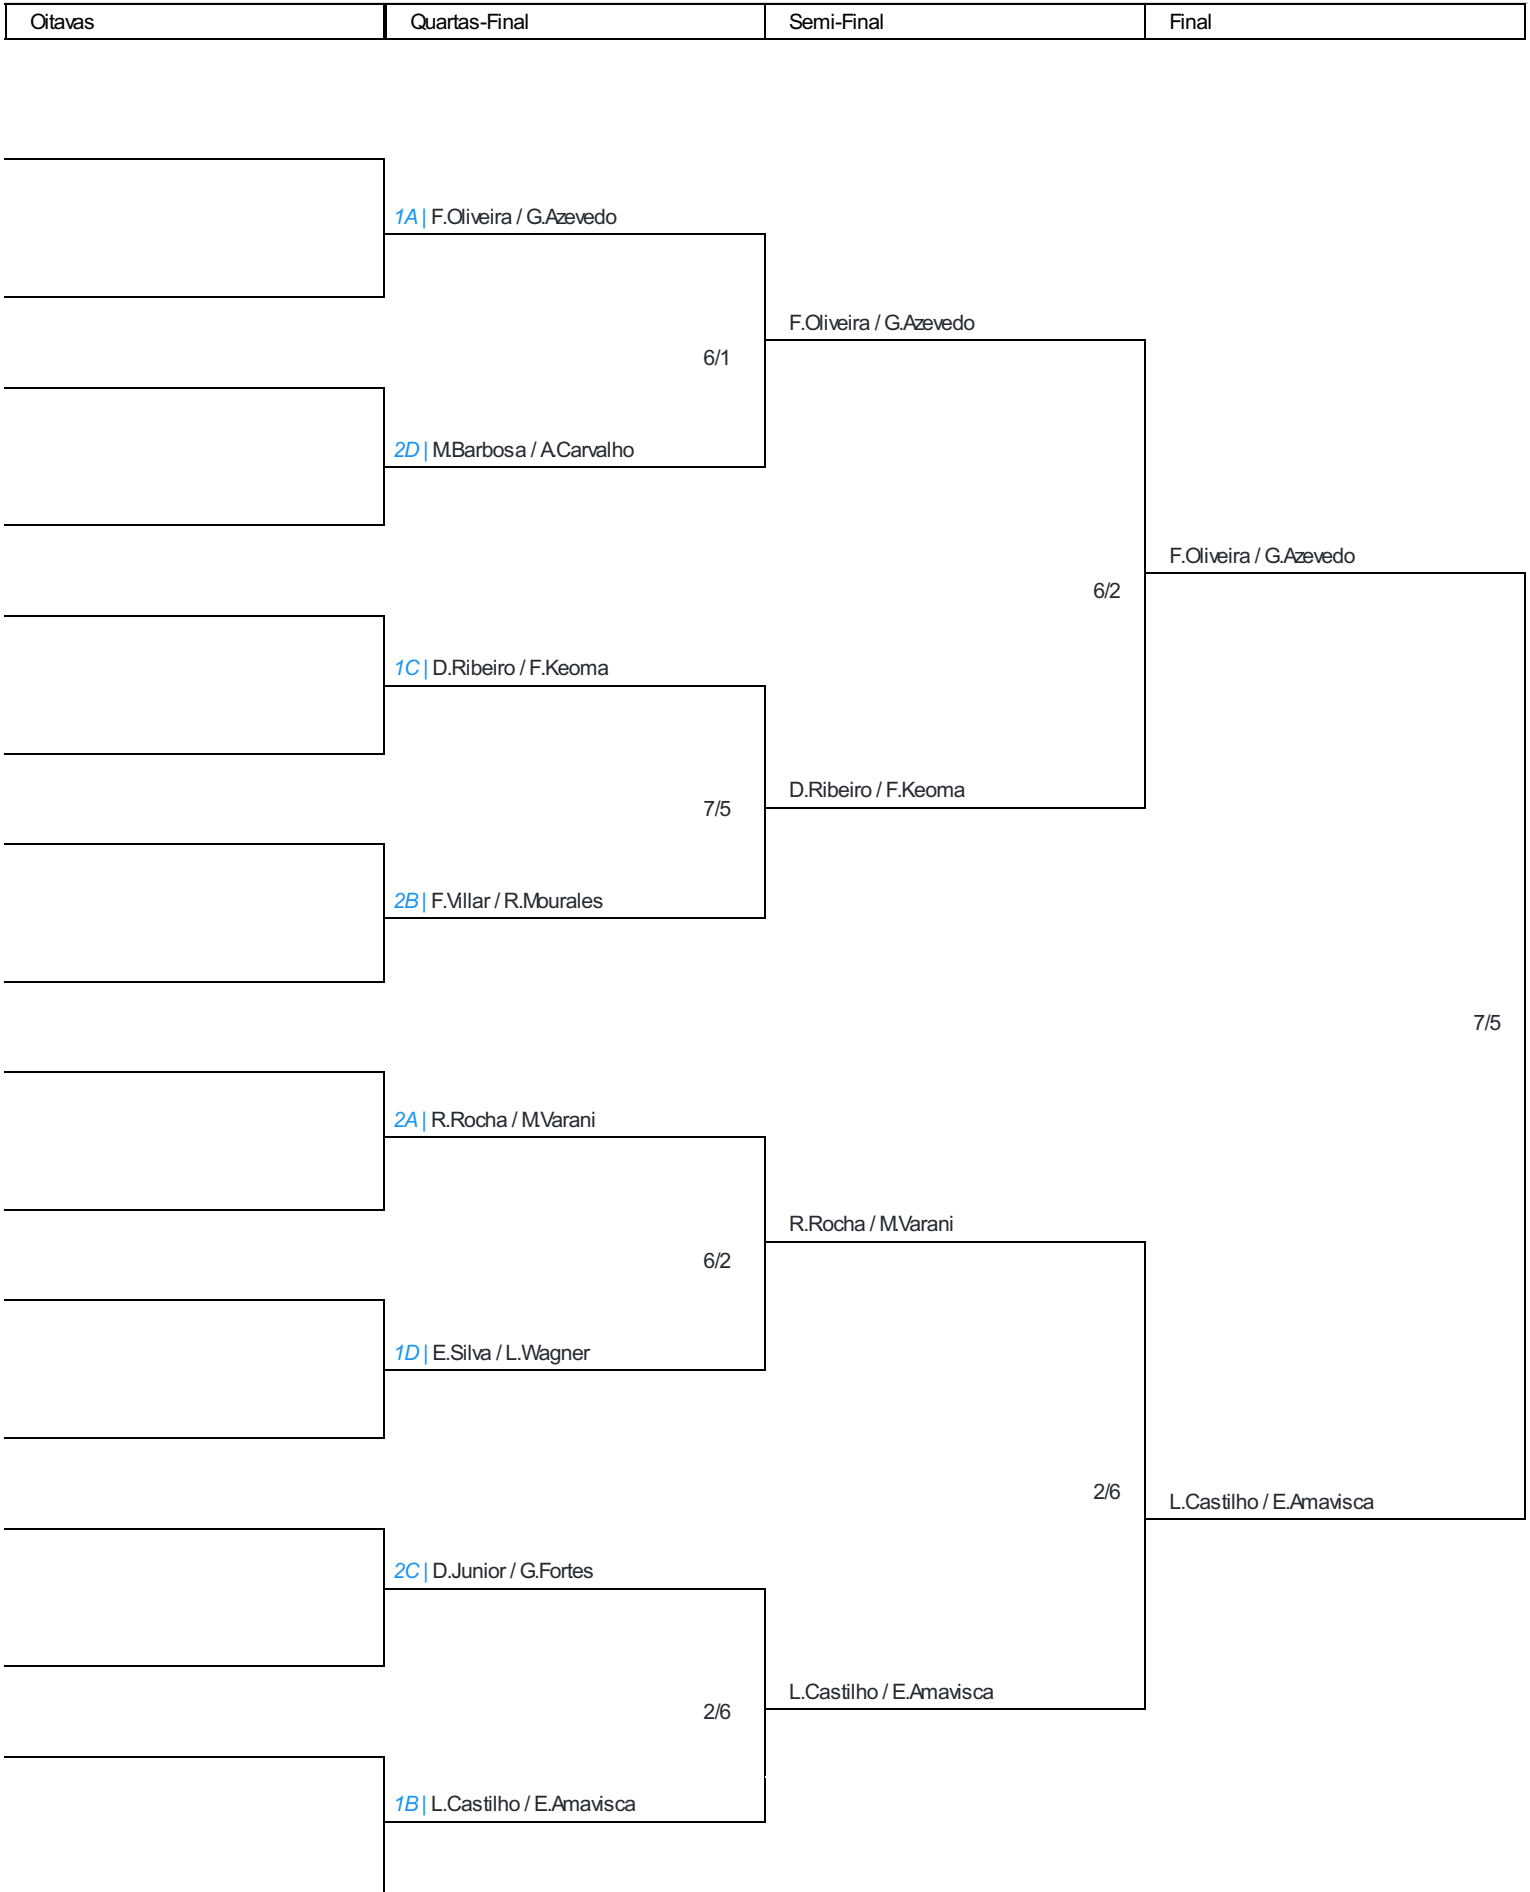 Oitavas Quartas-Final Semi-Final Final
1A | F.Oliveira / G.Azevedo
F.Oliveira / G.Azevedo
6/1
2D | M.Barbosa / A.Carvalho
F.Oliveira / G.Azevedo
6/2
1C | D.Ribeiro / F.Keoma
D.Ribeiro / F.Keoma
7/5
2B | F.Villar / R.Mourales
7/5
2A | R.Rocha / M.Varani
R.Rocha / M.Varani
6/2
1D | E.Silva / L.Wagner
2/6
L.Castilho / E.Amavisca
2C | D.Junior / G.Fortes
L.Castilho / E.Amavisca
2/6
1B | L.Castilho / E.Amavisca